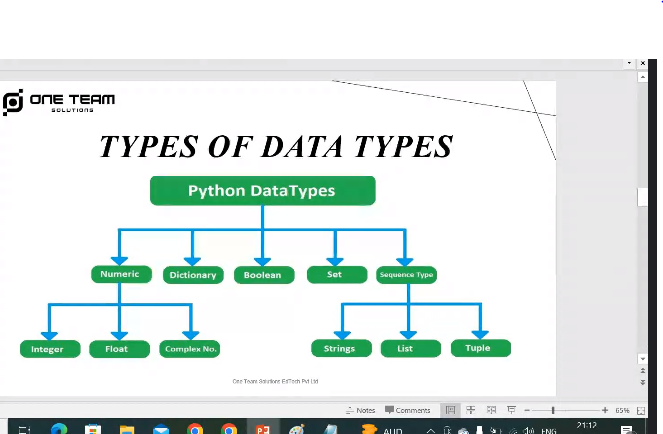 ONE TEAM
SOLUTIONS
TYPES OF DATA TYPES
Python DataTypes
Numeric
Dictionary
Boolean
Set
Sequence Type
Integer
Float
Complex No.
Strings
List
Tuple
One Team Solutions EdTech Pvt Ltd
Notes
Comments
65%
AUD
ENG
21:12